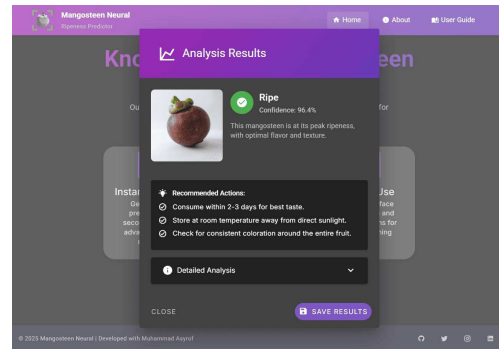 Mangosteen Neural
Ripeness Predictor
Home
About
User Guide
Analysis Results
Ripe
Confidence: 96.4%
This mangosteen is at its peak ripeness,
with optimal flavor and texture.
Recommended Actions:
Consume within 2-3 days for best taste.
Store at room temperature away from direct sunlight.
Check for consistent coloration around the entire fruit.
Detailed Analysis
CLOSE
SAVE RESULTS
© 2025 Mangosteen Neural | Developed with Muhammad Asyrof